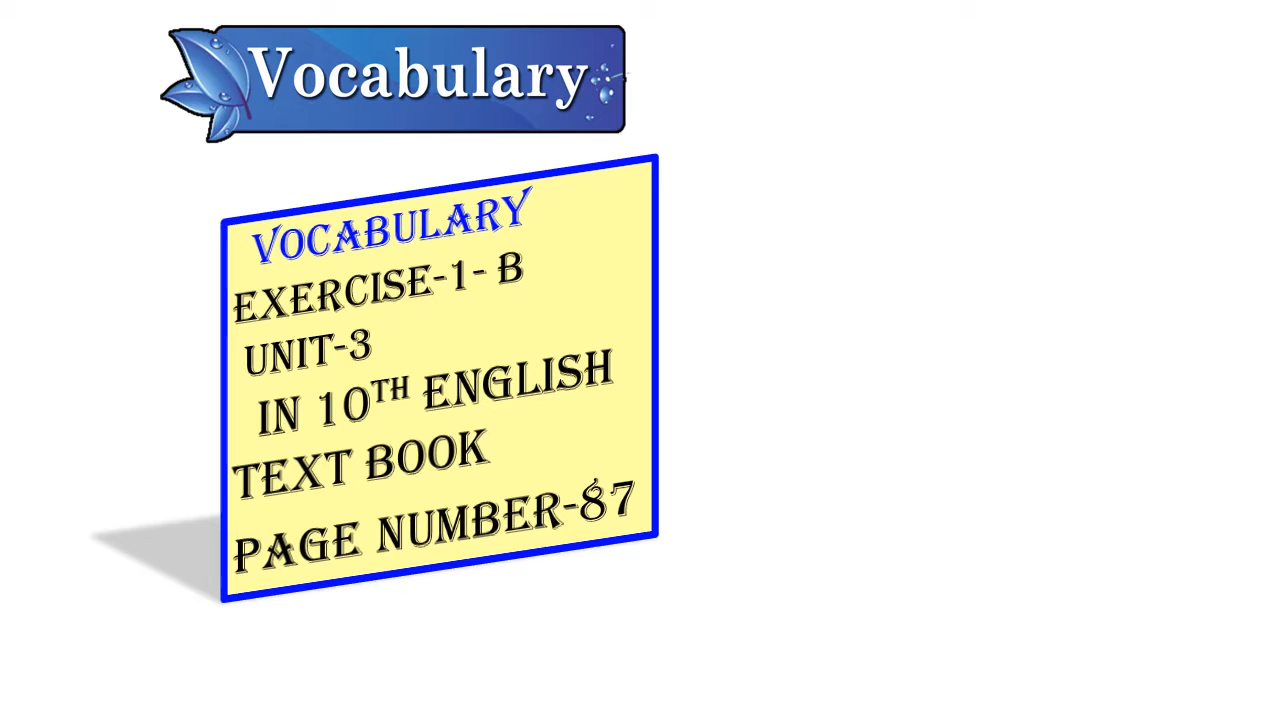 Vocabulary
VOCABULARY
EXERCISE-1- B
UNIT-3
IN 10TH ENGLISH
TEXT BOOK
PAGE NUMBER-87